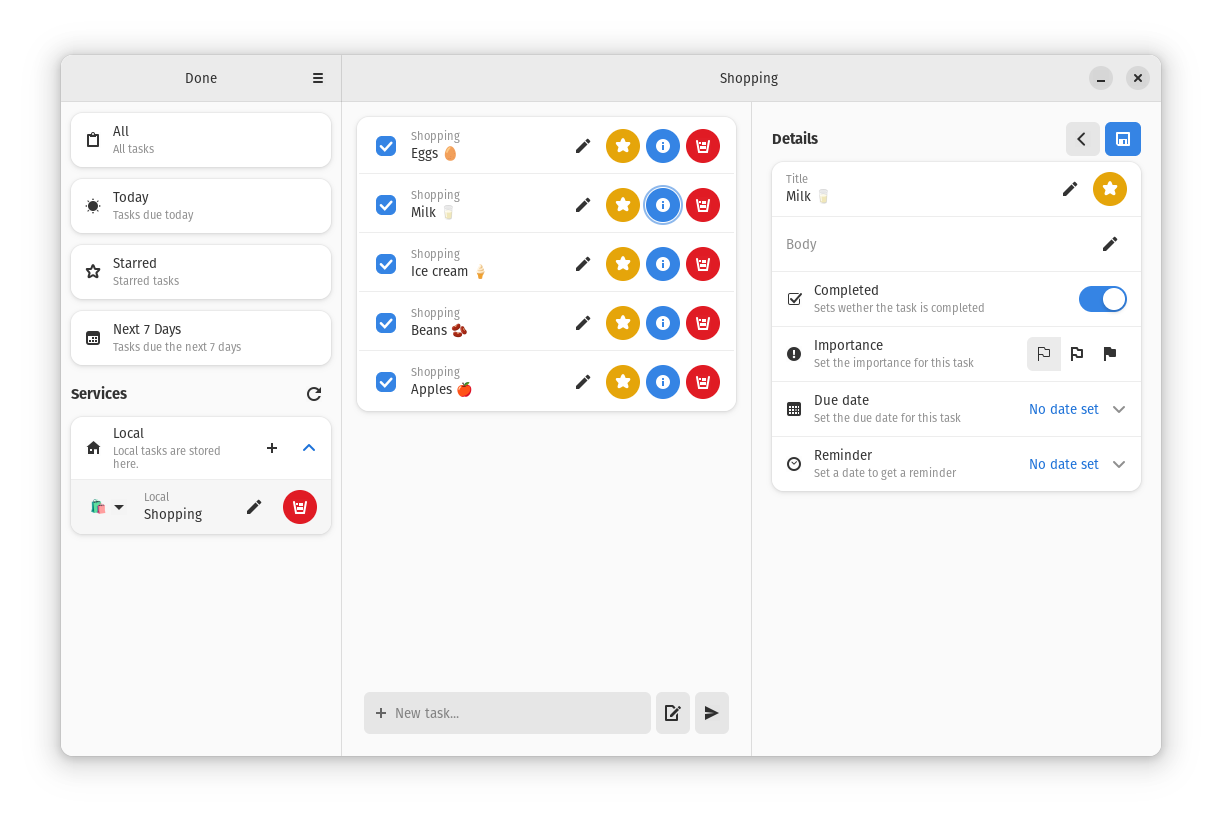 Done
Shopping
All
All tasks
Today
Tasks due today
Starred
Starred tasks
Next 7 Days
Tasks due the next 7 days
Services
Local
Local tasks are stored
here.
Local
Shopping
Shopping
Eggs 🥚
Shopping
Milk 🥛
Shopping
Ice cream 🍦
Shopping
Beans 🫘
Shopping
Apples 🍎
New task...
Details
Title
Milk 🥛
Body
Completed
Sets wether the task is completed
Importance
Set the importance for this task
Due date
Set the due date for this task
No date set
Reminder
Set a date to get a reminder
No date set